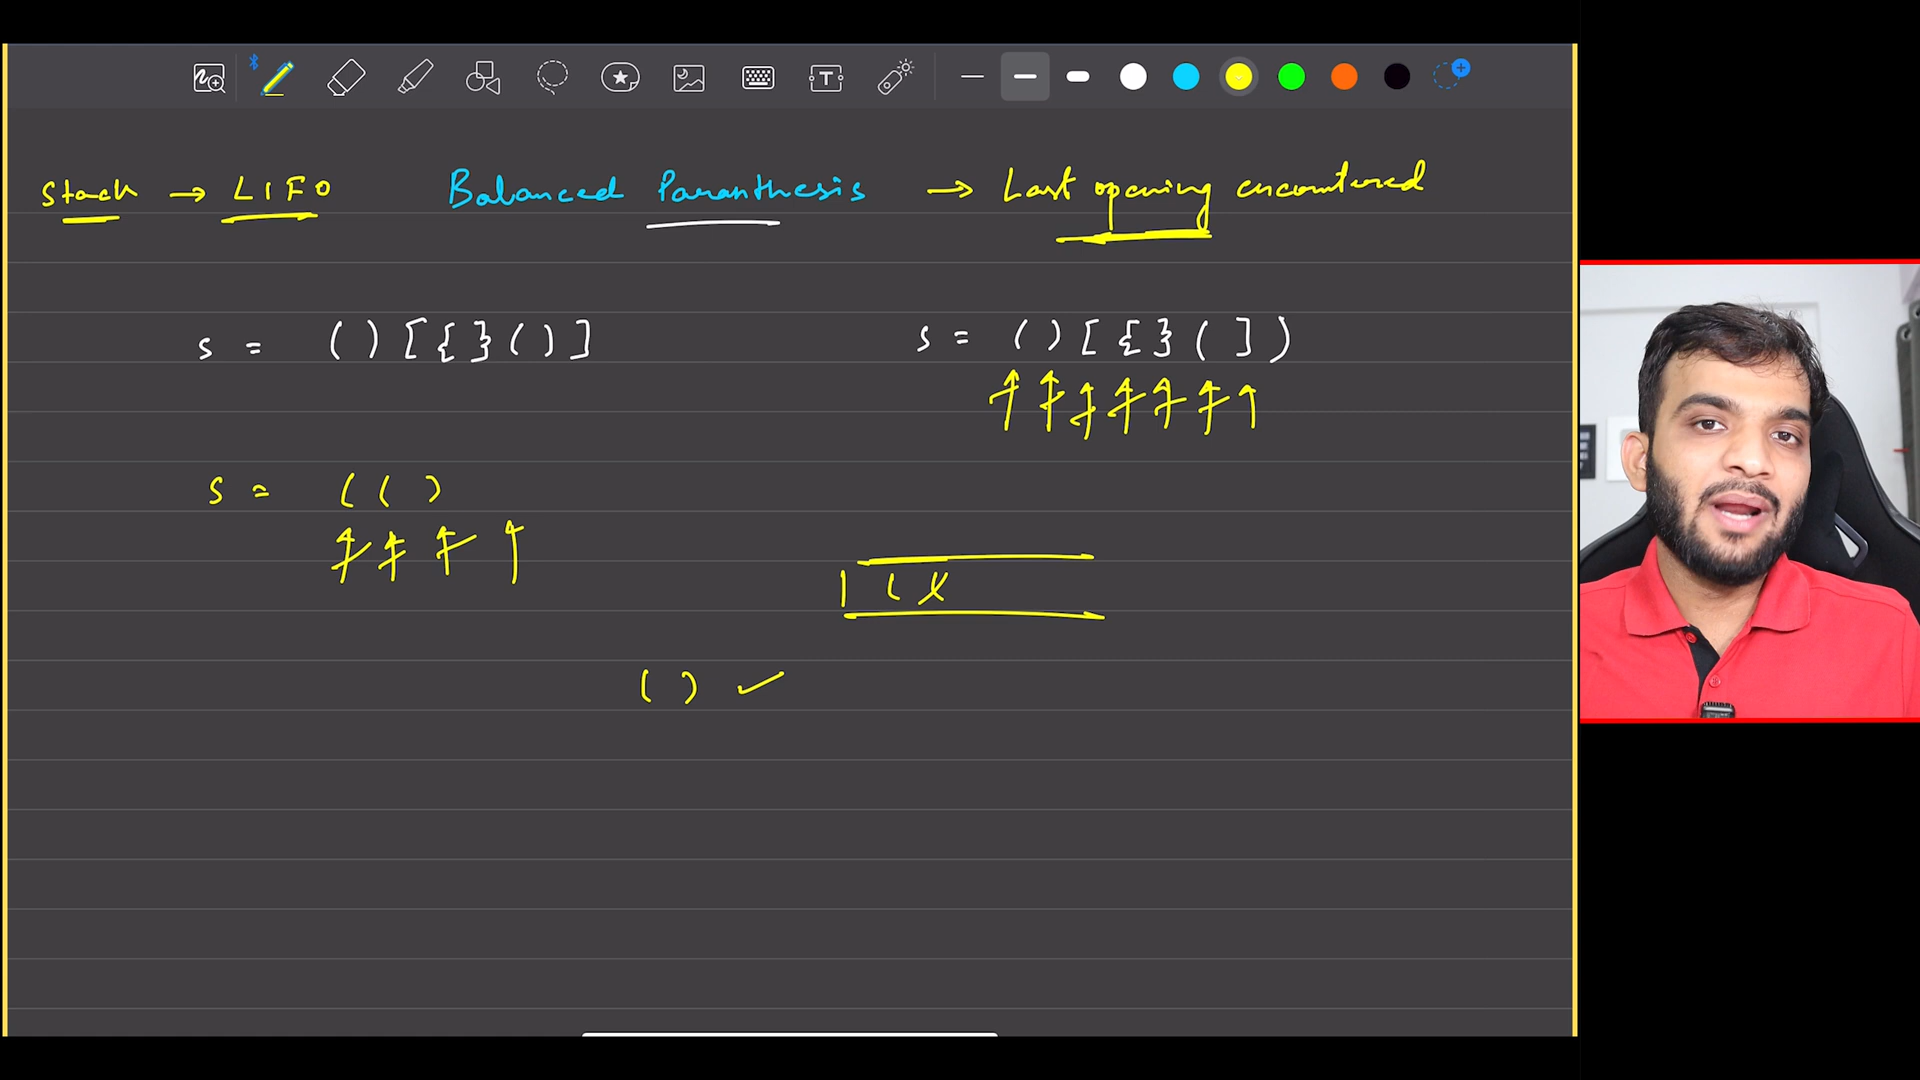 Stack → LIFO   Balanced Paranthesis → Last opening encountered
s = ( ) [ { } ( ) ]   s = ( ) [ { } ( ] )
s = ( ( )
( (
( ) ✓
T